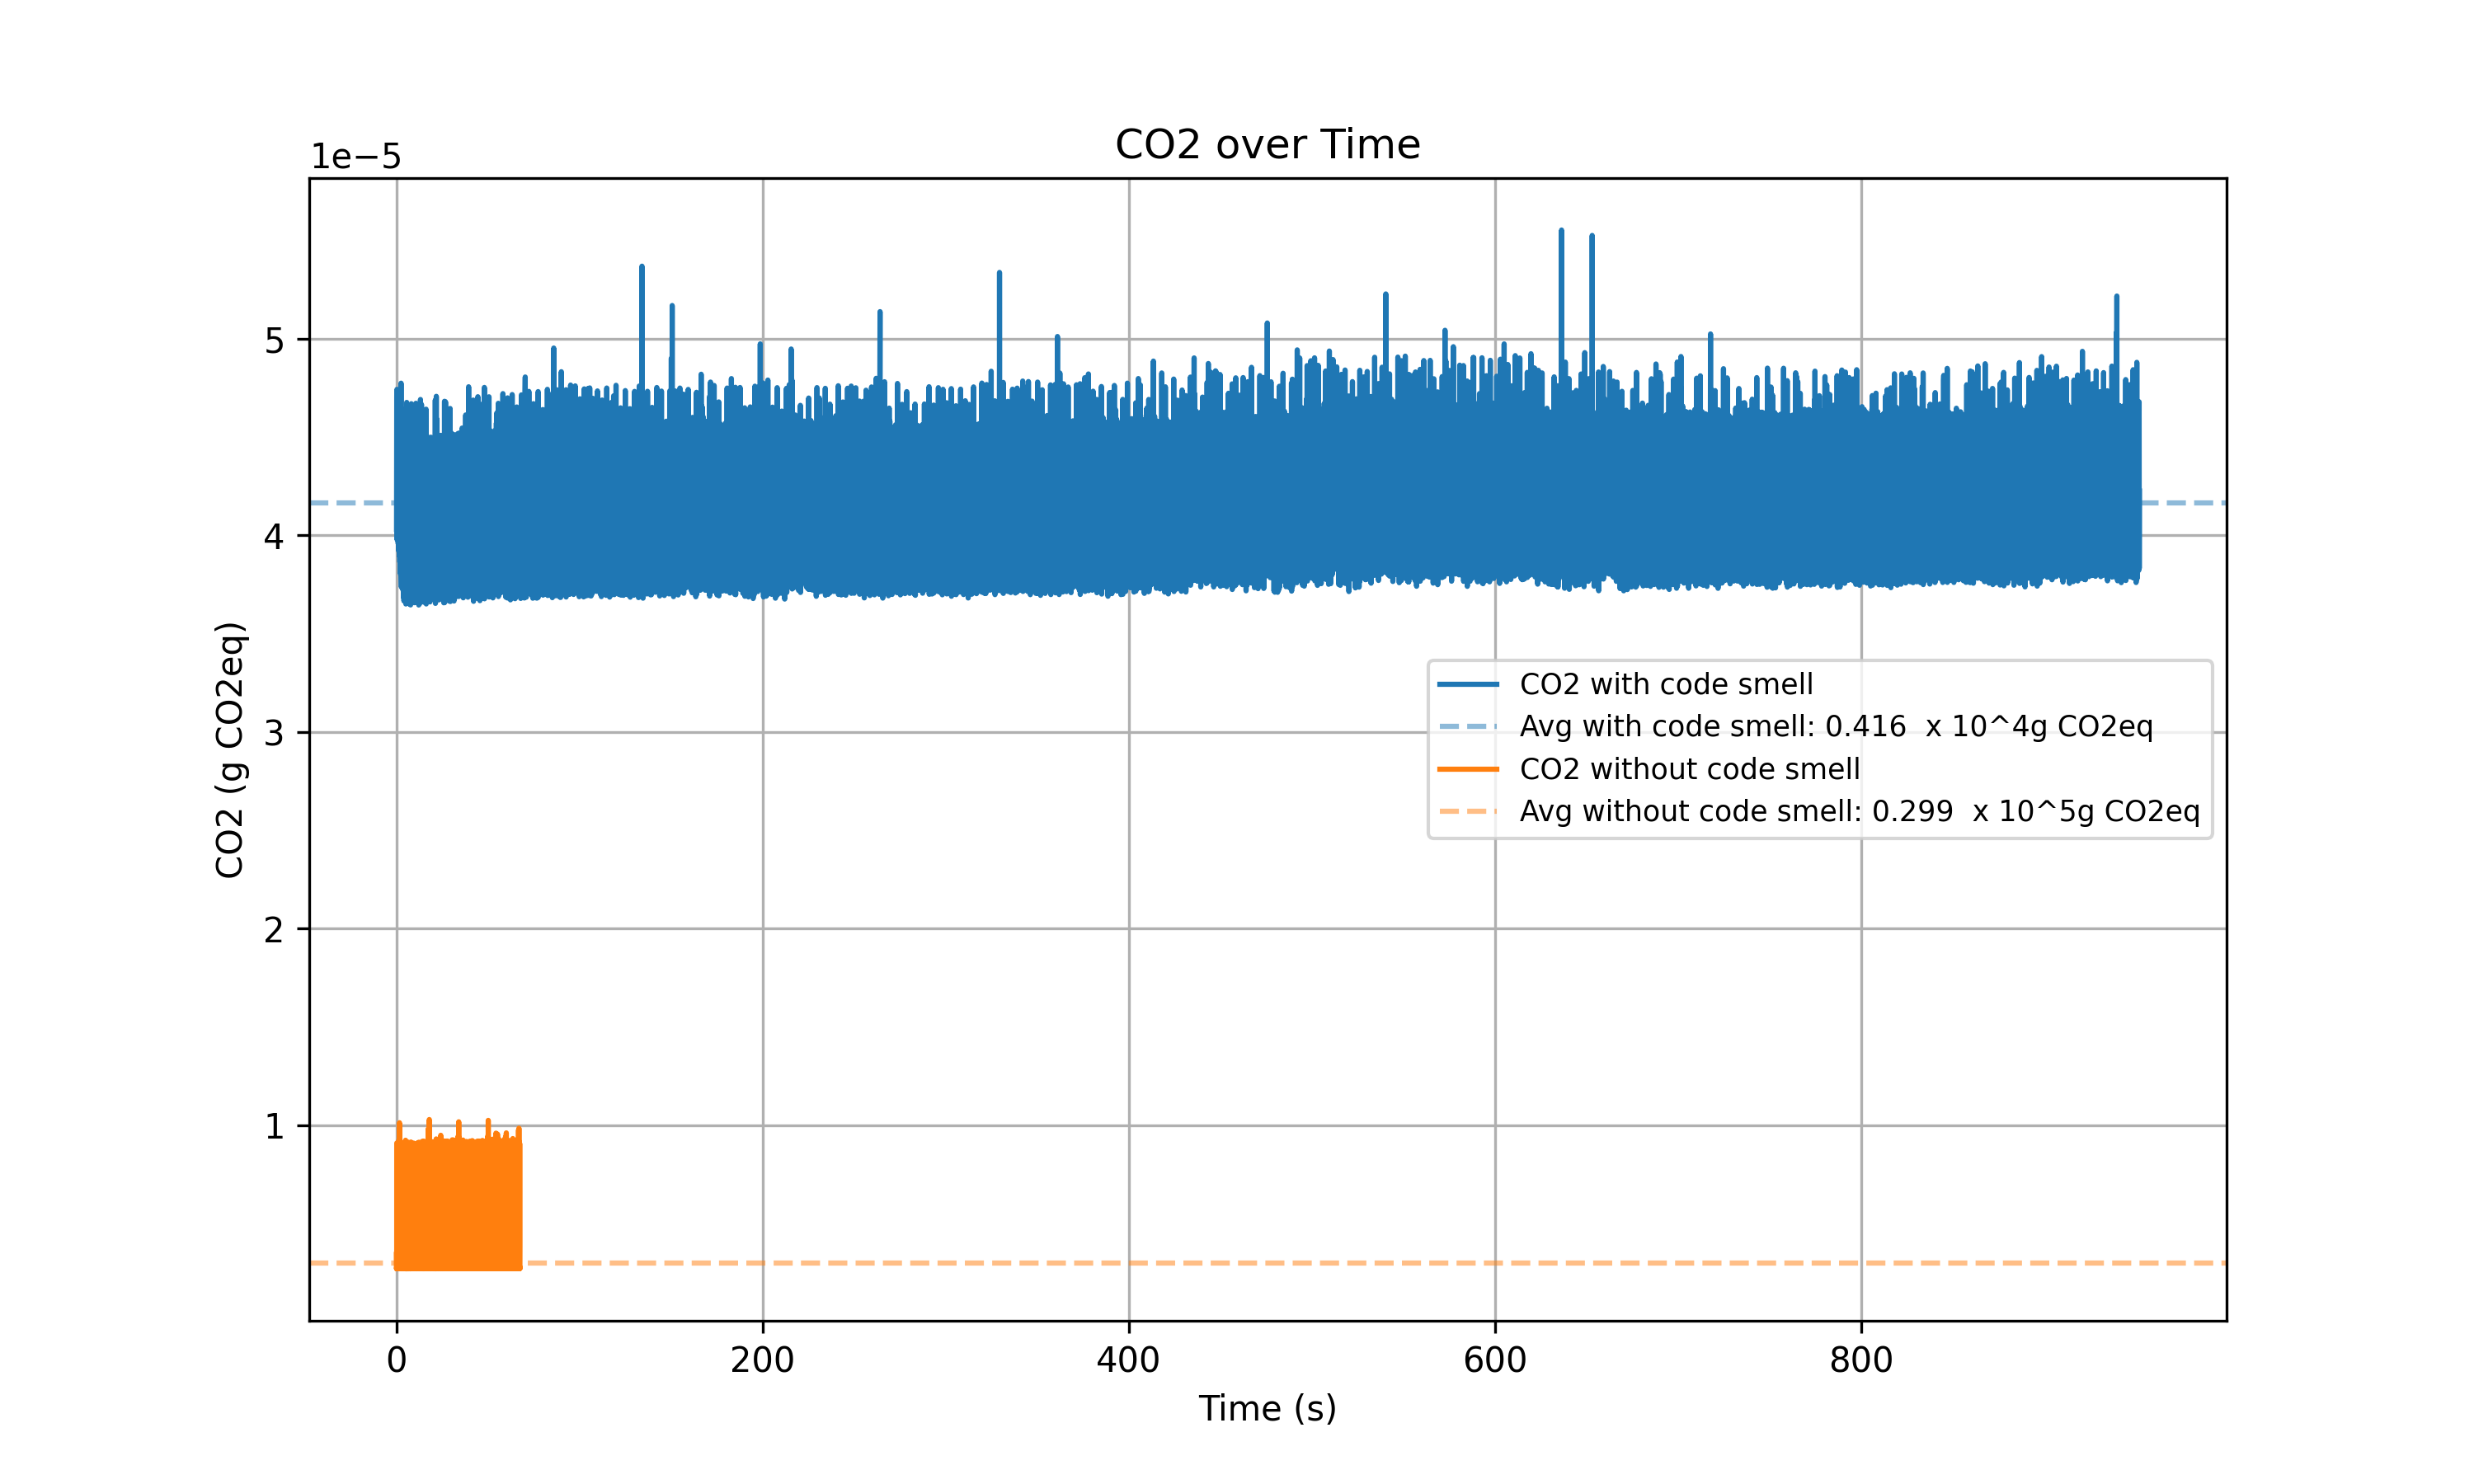 CO2 over Time
1e−5
5
4
3
2
1
CO2 (g CO2eq)
CO2 with code smell
Avg with code smell: 0.416  x 10^4g CO2eq
CO2 without code smell
Avg without code smell: 0.299  x 10^5g CO2eq
0 200 400 600 800
Time (s)